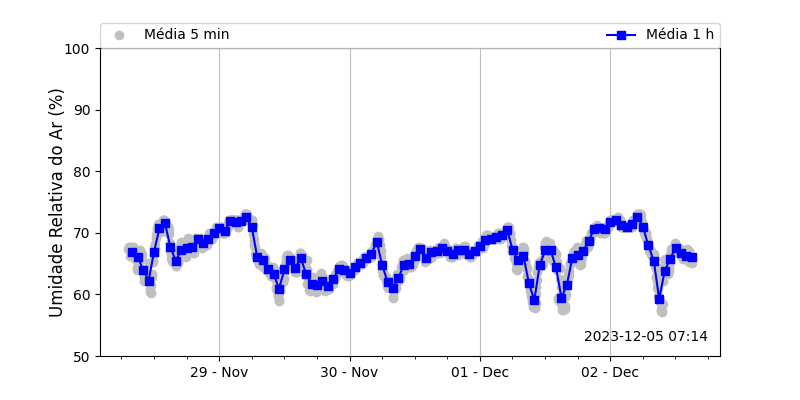 Média 5 min
Média 1 h
Umidade Relativa do Ar (%)
100
90
80
70
60
50
2023-12-05 07:14
29 - Nov
30 - Nov
01 - Dec
02 - Dec